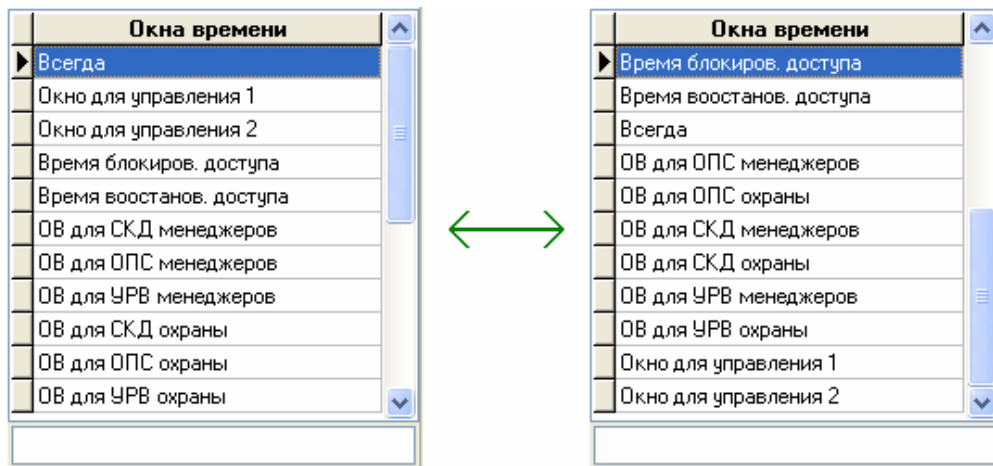 Окна времени
Всегда
Окно для управления 1
Окно для управления 2
Время блокиров. доступа
Время воостанов. доступа
ОВ для СКД менеджеров
ОВ для ОПС менеджеров
ОВ для УРВ менеджеров
ОВ для СКД охраны
ОВ для ОПС охраны
ОВ для УРВ охраны
Окна времени
Время блокиров. доступа
Время воостанов. доступа
Всегда
ОВ для ОПС менеджеров
ОВ для ОПС охраны
ОВ для СКД менеджеров
ОВ для СКД охраны
ОВ для УРВ менеджеров
ОВ для УРВ охраны
Окно для управления 1
Окно для управления 2